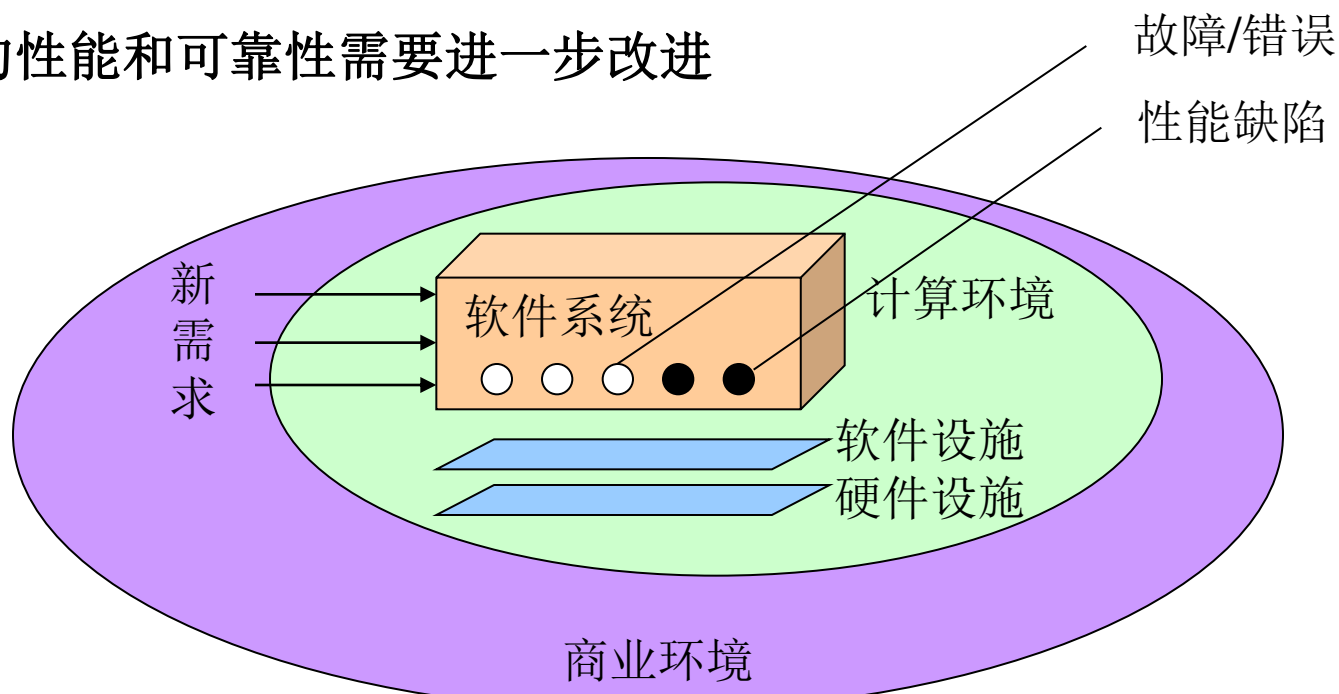 性能和可靠性需要进一步改进
故障/错误
性能缺陷
新
需
求
软件系统
计算环境
软件设施
硬件设施
商业环境